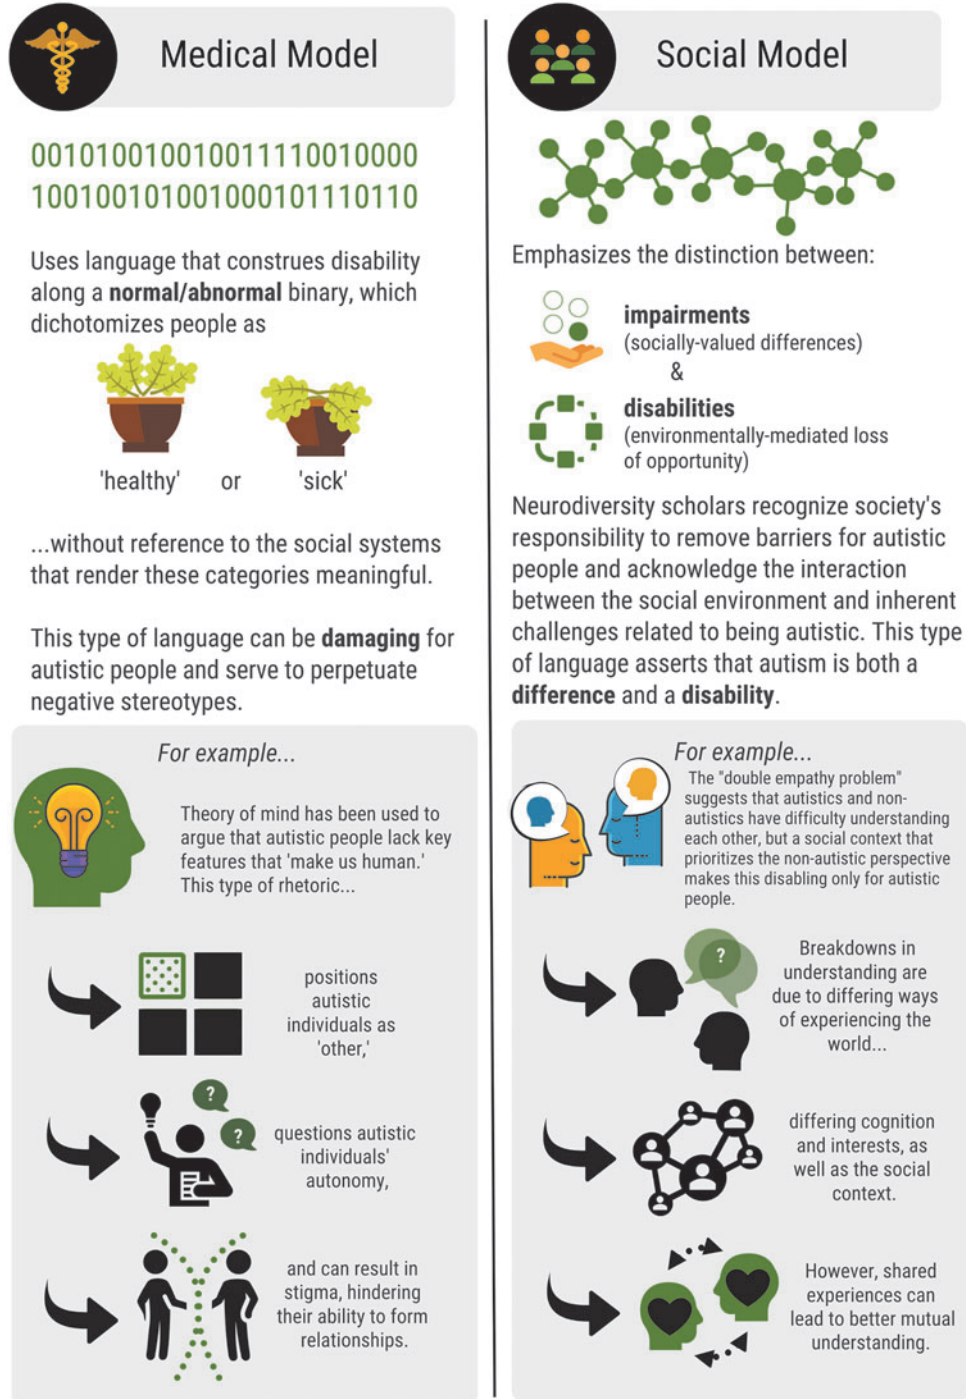 Medical Model
001010010010011110010000
100100101001000101110110
Uses language that construes disability
along a normal/abnormal binary, which
dichotomizes people as
'healthy' or 'sick'
...without reference to the social systems
that render these categories meaningful.
This type of language can be damaging for
autistic people and serve to perpetuate
negative stereotypes.
For example...
Theory of mind has been used to
argue that autistic people lack key
features that 'make us human.'
This type of rhetoric...
positions
autistic
individuals as
'other,'
?
?
questions autistic
individuals'
autonomy,
and can result in
stigma, hindering
their ability to form
relationships.
Social Model
Emphasizes the distinction between:
impairments
(socially-valued differences)
&
disabilities
(environmentally-mediated loss
of opportunity)
Neurodiversity scholars recognize society's
responsibility to remove barriers for autistic
people and acknowledge the interaction
between the social environment and inherent
challenges related to being autistic. This type
of language asserts that autism is both a
difference and a disability.
For example...
The "double empathy problem"
suggests that autistics and non-
autistics have difficulty understanding
each other, but a social context that
prioritizes the non-autistic perspective
makes this disabling only for autistic
people.
?
Breakdowns in
understanding are
due to differing ways
of experiencing the
world...
differing cognition
and interests, as
well as the social
context.
However, shared
experiences can
lead to better mutual
understanding.